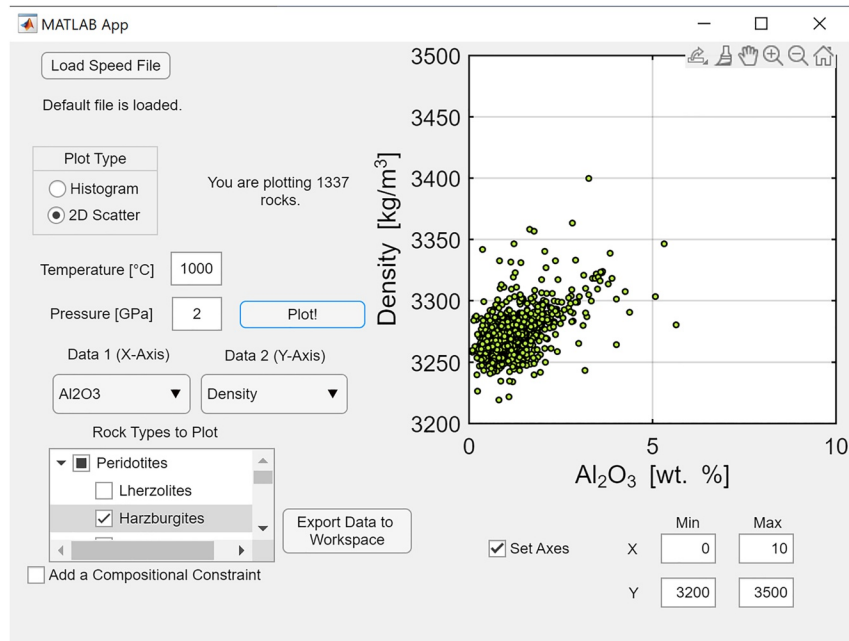 MATLAB App
Load Speed File
Default file is loaded.
Plot Type
Histogram
2D Scatter
You are plotting 1337
rocks.
Temperature [°C] 1000
Pressure [GPa] 2 Plot!
Data 1 (X-Axis) Data 2 (Y-Axis)
Al2O3 Density
Rock Types to Plot
Peridotites
Lherzolites
Harzburgites
Export Data to
Workspace
Add a Compositional Constraint
3500
3450
3400
3350
3300
3250
3200
Density [kg/m³]
0 5 10
Al₂O₃ [wt. %]
Min Max
Set Axes X 0 10
Y 3200 3500